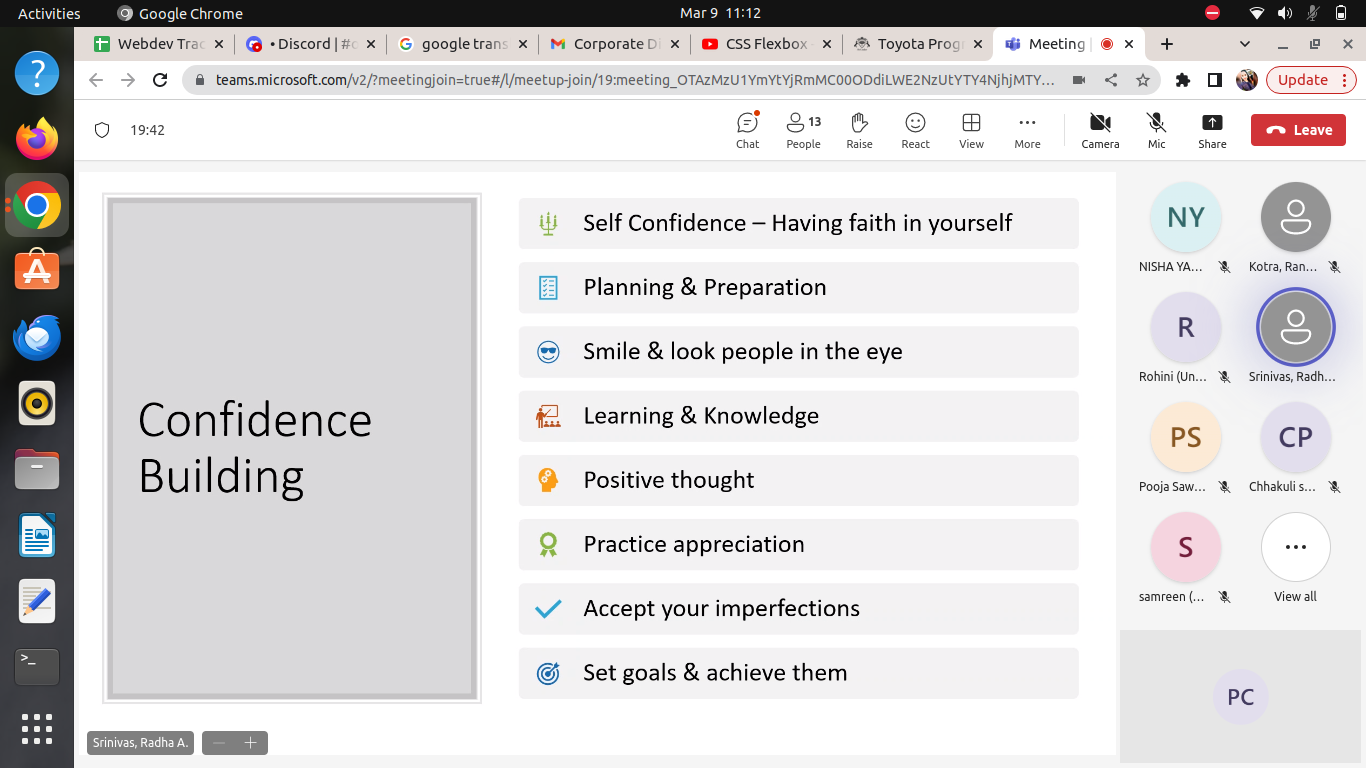 Activities
Google Chrome
Mar 9 11:12
Webdev Trac
• Discord | #c
google trans
Corporate Di
CSS Flexbox -
Toyota Progr
Meeting |
teams.microsoft.com/v2/?meetingjoin=true#/l/meetup-join/19:meeting_OTAzMzU1YmYtYjRmMC00ODdiLWE2NzUtYTY4NjhjMTY...
Update
19:42
Chat
13
People
Raise
React
View
More
Camera
Mic
Share
Leave
Confidence
Building
Self Confidence – Having faith in yourself
Planning & Preparation
Smile & look people in the eye
Learning & Knowledge
Positive thought
Practice appreciation
Accept your imperfections
Set goals & achieve them
Srinivas, Radha A.
NY
NISHA YA...
Kotra, Ran...
R
Rohini (Un...
Srinivas, Radh...
PS
Pooja Saw...
CP
Chhakuli s...
S
samreen (...
View all
PC